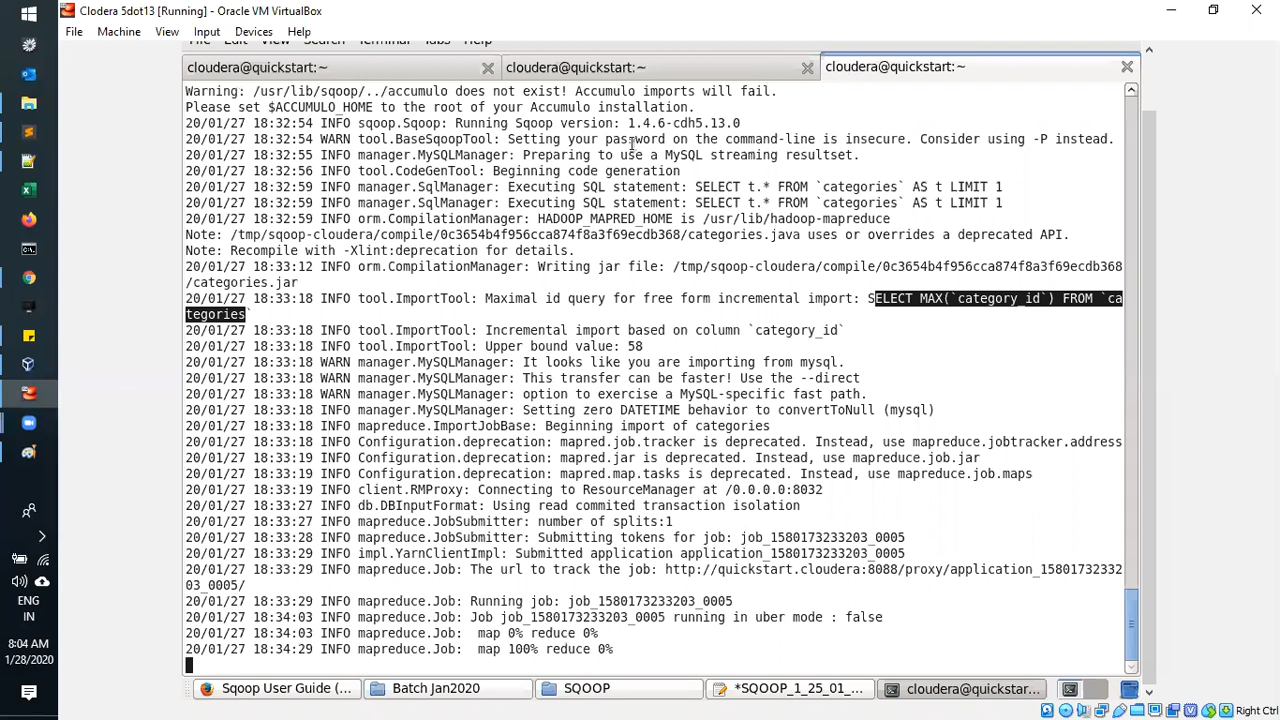 Clodera 5dot13 [Running] - Oracle VM VirtualBox
File Machine View Input Devices Help
File Edit View Search Terminal Tabs Help
cloudera@quickstart:~ cloudera@quickstart:~ cloudera@quickstart:~
Warning: /usr/lib/sqoop/../accumulo does not exist! Accumulo imports will fail.
Please set $ACCUMULO_HOME to the root of your Accumulo installation.
20/01/27 18:32:54 INFO sqoop.Sqoop: Running Sqoop version: 1.4.6-cdh5.13.0
20/01/27 18:32:54 WARN tool.BaseSqoopTool: Setting your password on the command-line is insecure. Consider using -P instead.
20/01/27 18:32:55 INFO manager.MySQLManager: Preparing to use a MySQL streaming resultset.
20/01/27 18:32:56 INFO tool.CodeGenTool: Beginning code generation
20/01/27 18:32:59 INFO manager.SqlManager: Executing SQL statement: SELECT t.* FROM `categories` AS t LIMIT 1
20/01/27 18:32:59 INFO manager.SqlManager: Executing SQL statement: SELECT t.* FROM `categories` AS t LIMIT 1
20/01/27 18:32:59 INFO orm.CompilationManager: HADOOP_MAPRED_HOME is /usr/lib/hadoop-mapreduce
Note: /tmp/sqoop-cloudera/compile/0c3654b4f956cca874f8a3f69ecdb368/categories.java uses or overrides a deprecated API.
Note: Recompile with -Xlint:deprecation for details.
20/01/27 18:33:12 INFO orm.CompilationManager: Writing jar file: /tmp/sqoop-cloudera/compile/0c3654b4f956cca874f8a3f69ecdb368
/categories.jar
20/01/27 18:33:18 INFO tool.ImportTool: Maximal id query for free form incremental import: SELECT MAX(`category_id`) FROM `ca
tegories`
20/01/27 18:33:18 INFO tool.ImportTool: Incremental import based on column `category_id`
20/01/27 18:33:18 INFO tool.ImportTool: Upper bound value: 58
20/01/27 18:33:18 WARN manager.MySQLManager: It looks like you are importing from mysql.
20/01/27 18:33:18 WARN manager.MySQLManager: This transfer can be faster! Use the --direct
20/01/27 18:33:18 WARN manager.MySQLManager: option to exercise a MySQL-specific fast path.
20/01/27 18:33:18 INFO manager.MySQLManager: Setting zero DATETIME behavior to convertToNull (mysql)
20/01/27 18:33:18 INFO mapreduce.ImportJobBase: Beginning import of categories
20/01/27 18:33:18 INFO Configuration.deprecation: mapred.job.tracker is deprecated. Instead, use mapreduce.jobtracker.address
20/01/27 18:33:19 INFO Configuration.deprecation: mapred.jar is deprecated. Instead, use mapreduce.job.jar
20/01/27 18:33:19 INFO Configuration.deprecation: mapred.map.tasks is deprecated. Instead, use mapreduce.job.maps
20/01/27 18:33:19 INFO client.RMProxy: Connecting to ResourceManager at /0.0.0.0:8032
20/01/27 18:33:27 INFO db.DBInputFormat: Using read commited transaction isolation
20/01/27 18:33:27 INFO mapreduce.JobSubmitter: number of splits:1
20/01/27 18:33:28 INFO mapreduce.JobSubmitter: Submitting tokens for job: job_1580173233203_0005
20/01/27 18:33:29 INFO impl.YarnClientImpl: Submitted application application_1580173233203_0005
20/01/27 18:33:29 INFO mapreduce.Job: The url to track the job: http://quickstart.cloudera:8088/proxy/application_15801732332
03_0005/
20/01/27 18:33:29 INFO mapreduce.Job: Running job: job_1580173233203_0005
20/01/27 18:34:03 INFO mapreduce.Job: Job job_1580173233203_0005 running in uber mode : false
20/01/27 18:34:03 INFO mapreduce.Job:  map 0% reduce 0%
20/01/27 18:34:29 INFO mapreduce.Job:  map 100% reduce 0%
ENG
IN
8:04 AM
1/28/2020
Sqoop User Guide (... Batch Jan2020 SQOOP *SQOOP_1_25_01_... cloudera@quickstar...
Right Ctrl